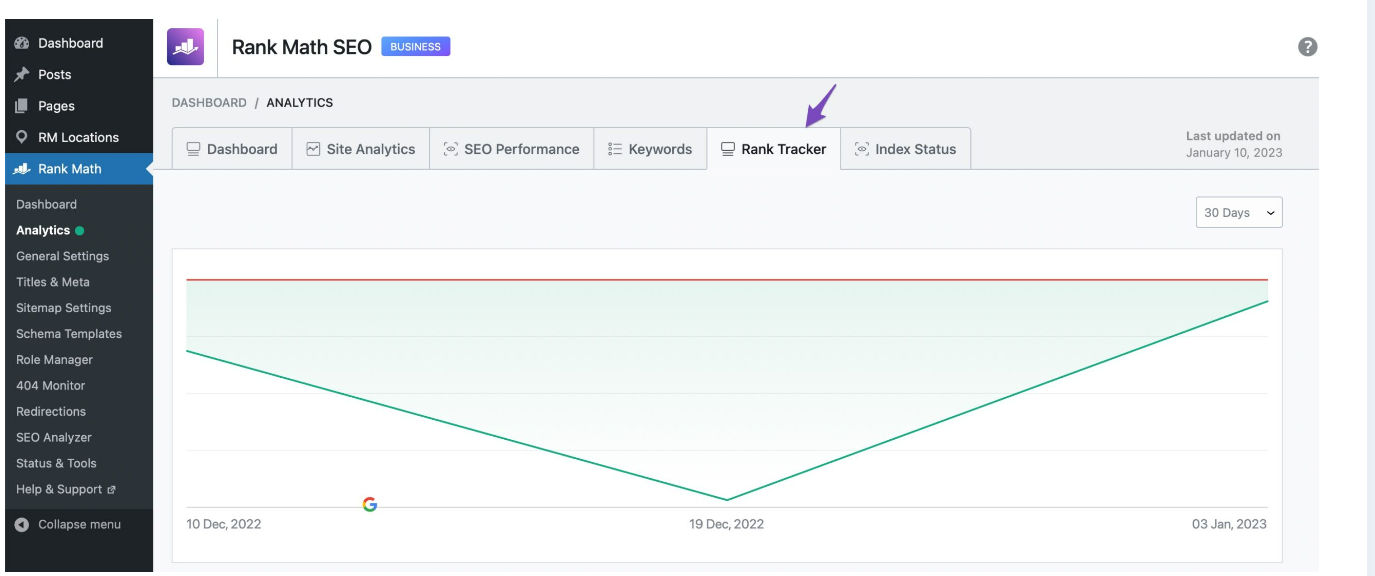 Dashboard
Posts
Pages
RM Locations
Rank Math
Dashboard
Analytics
General Settings
Titles & Meta
Sitemap Settings
Schema Templates
Role Manager
404 Monitor
Redirections
SEO Analyzer
Status & Tools
Help & Support
Collapse menu
Rank Math SEO BUSINESS
?
DASHBOARD / ANALYTICS
Dashboard Site Analytics SEO Performance Keywords Rank Tracker Index Status
Last updated on
January 10, 2023
30 Days
G
10 Dec, 2022 19 Dec, 2022 03 Jan, 2023